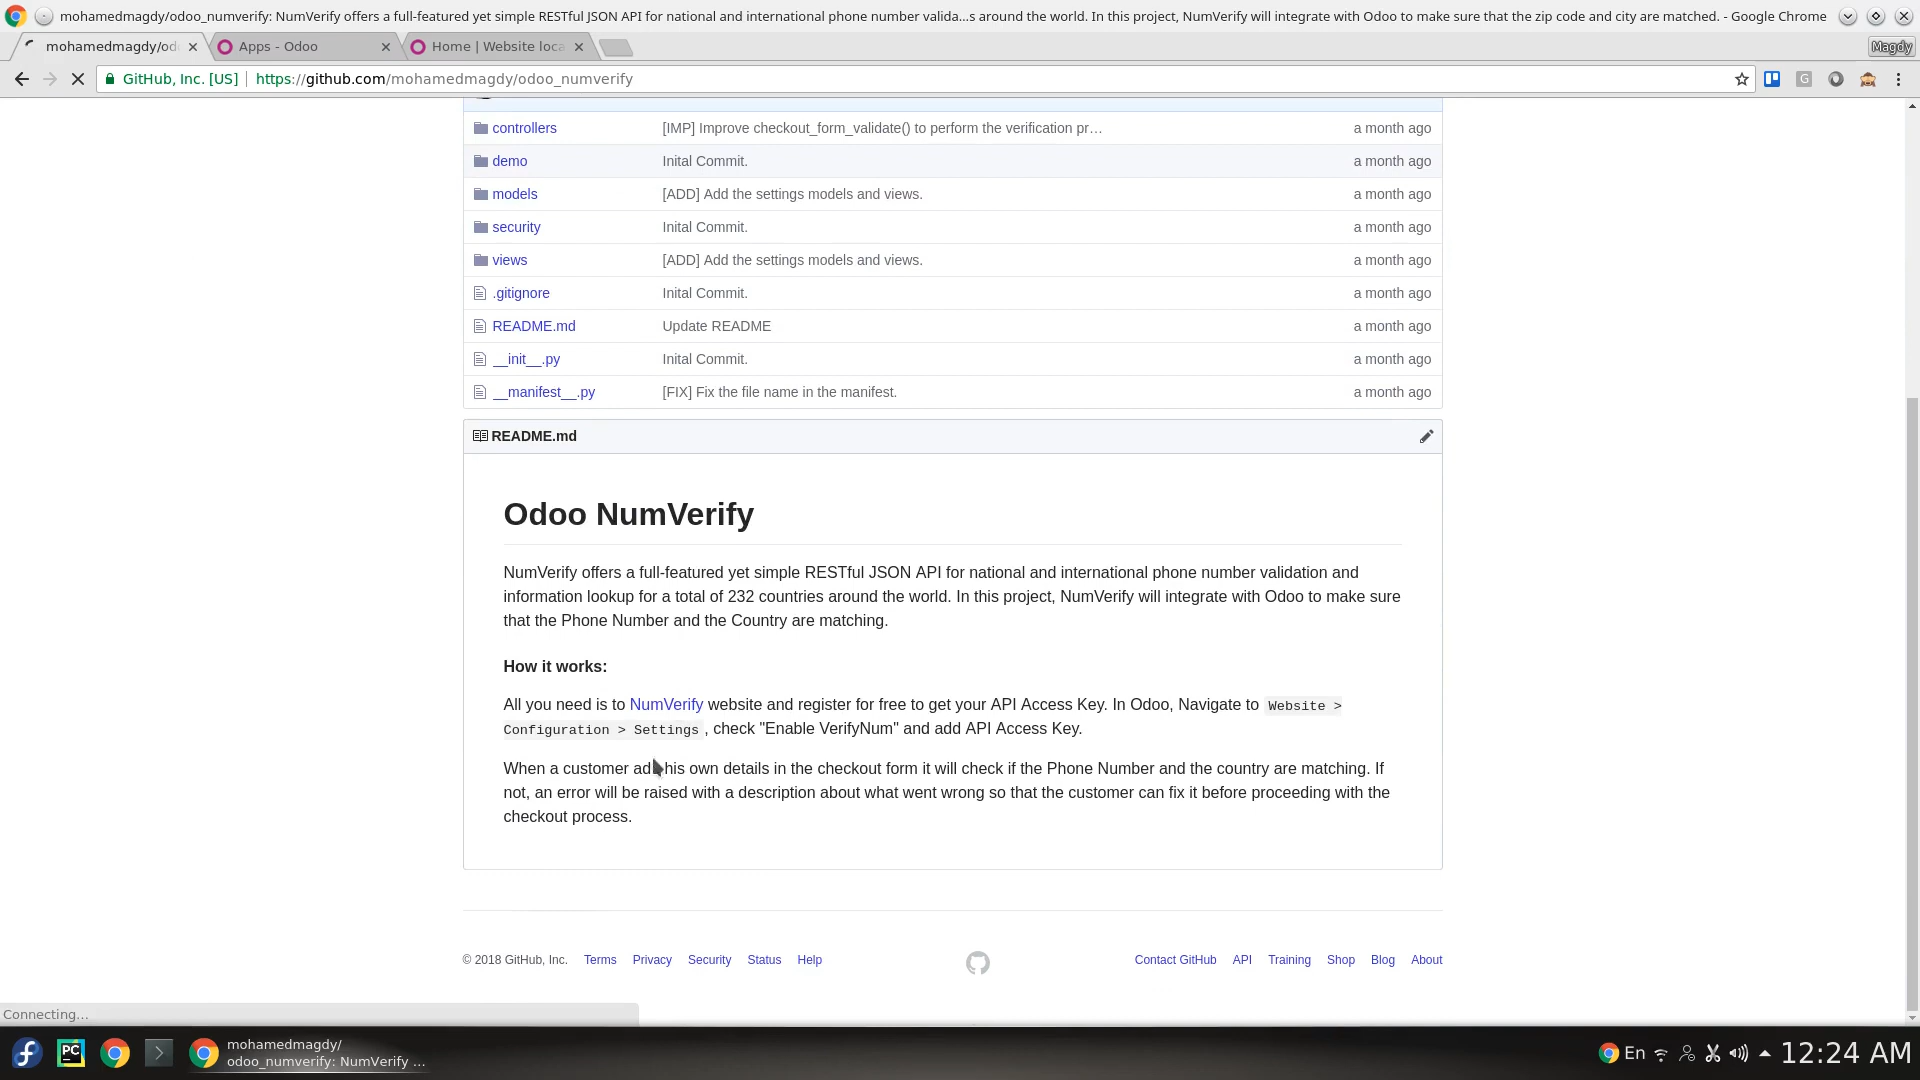 mohamedmagdy/odoo_numverify: NumVerify offers a full-featured yet simple RESTful JSON API for national and international phone number valida...s around the world. In this project, NumVerify will integrate with Odoo to make sure that the zip code and city are matched. - Google Chrome
mohamedmagdy/od
Apps - Odoo
Home | Website loca
Magdy
GitHub, Inc. [US]
https://github.com/mohamedmagdy/odoo_numverify
controllers [IMP] Improve checkout_form_validate() to perform the verification pr… a month ago
demo Inital Commit. a month ago
models [ADD] Add the settings models and views. a month ago
security Inital Commit. a month ago
views [ADD] Add the settings models and views. a month ago
.gitignore Inital Commit. a month ago
README.md Update README a month ago
__init__.py Inital Commit. a month ago
__manifest__.py [FIX] Fix the file name in the manifest. a month ago
README.md
Odoo NumVerify
NumVerify offers a full-featured yet simple RESTful JSON API for national and international phone number validation and
information lookup for a total of 232 countries around the world. In this project, NumVerify will integrate with Odoo to make sure
that the Phone Number and the Country are matching.
How it works:
All you need is to NumVerify website and register for free to get your API Access Key. In Odoo, Navigate to Website >
Configuration > Settings , check "Enable VerifyNum" and add API Access Key.
When a customer ad his own details in the checkout form it will check if the Phone Number and the country are matching. If
not, an error will be raised with a description about what went wrong so that the customer can fix it before proceeding with the
checkout process.
© 2018 GitHub, Inc. Terms Privacy Security Status Help Contact GitHub API Training Shop Blog About
Connecting...
PC
mohamedmagdy/
odoo_numverify: NumVerify ...
En
12:24 AM